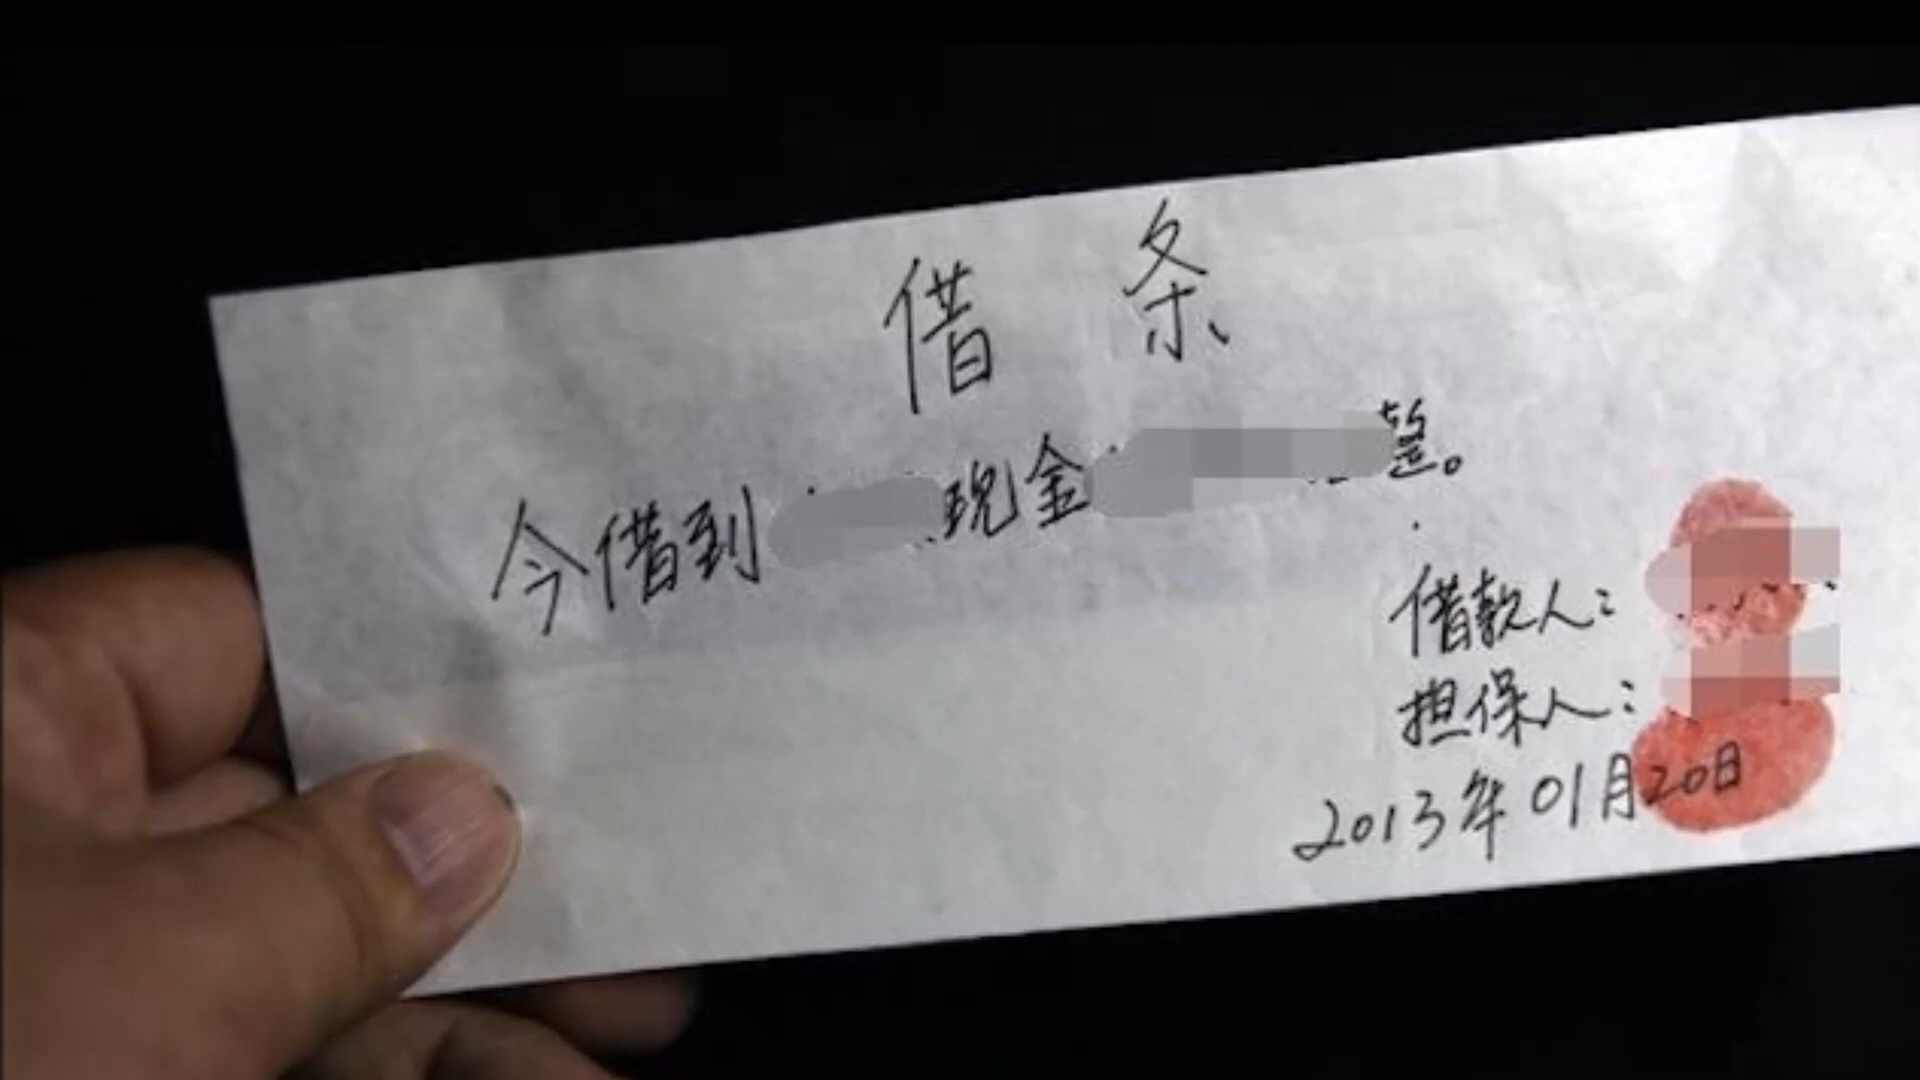 借条
今借到 现金 整。
借款人：
担保人：
2013年01月20日